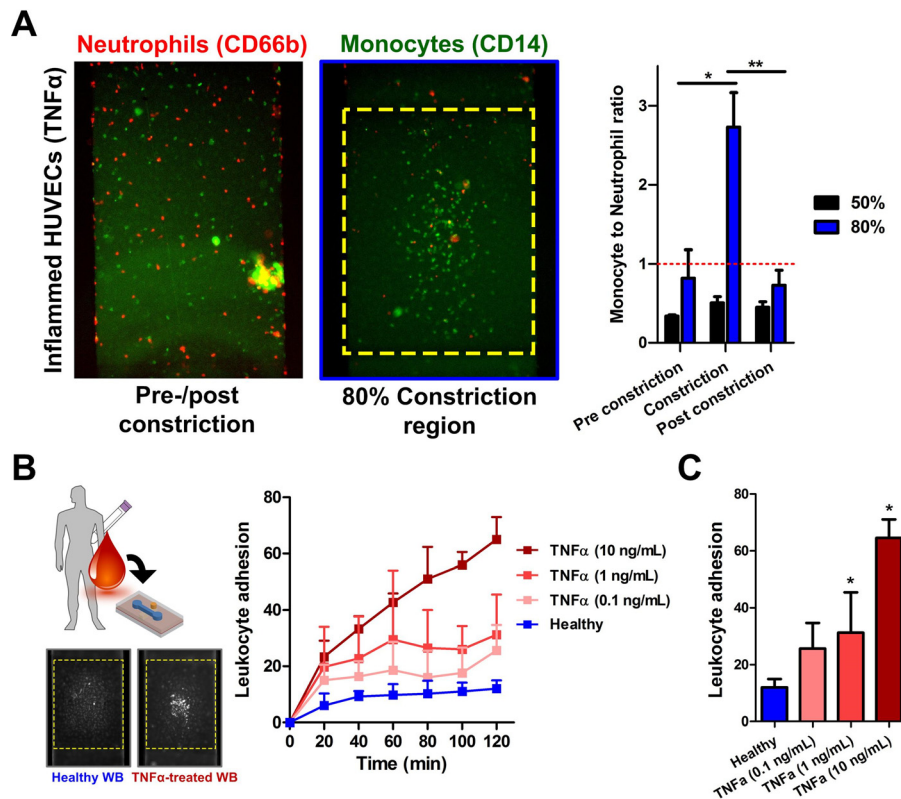 A
Neutrophils (CD66b)
Monocytes (CD14)
Inflammed HUVECs (TNFα)
Pre-/post
constriction
80% Constriction
region
Monocyte to Neutrophil ratio
3
2
1
0
*
**
50%
80%
Pre constriction
Constriction
Post constriction
B
Healthy WB
TNFα-treated WB
Leukocyte adhesion
80
60
40
20
0
0
20
40
60
80
100
120
Time (min)
TNFα (10 ng/mL)
TNFα (1 ng/mL)
TNFα (0.1 ng/mL)
Healthy
C
Leukocyte adhesion
80
60
40
20
0
*
*
Healthy
TNFa (0.1 ng/mL)
TNFa (1 ng/mL)
TNFa (10 ng/mL)